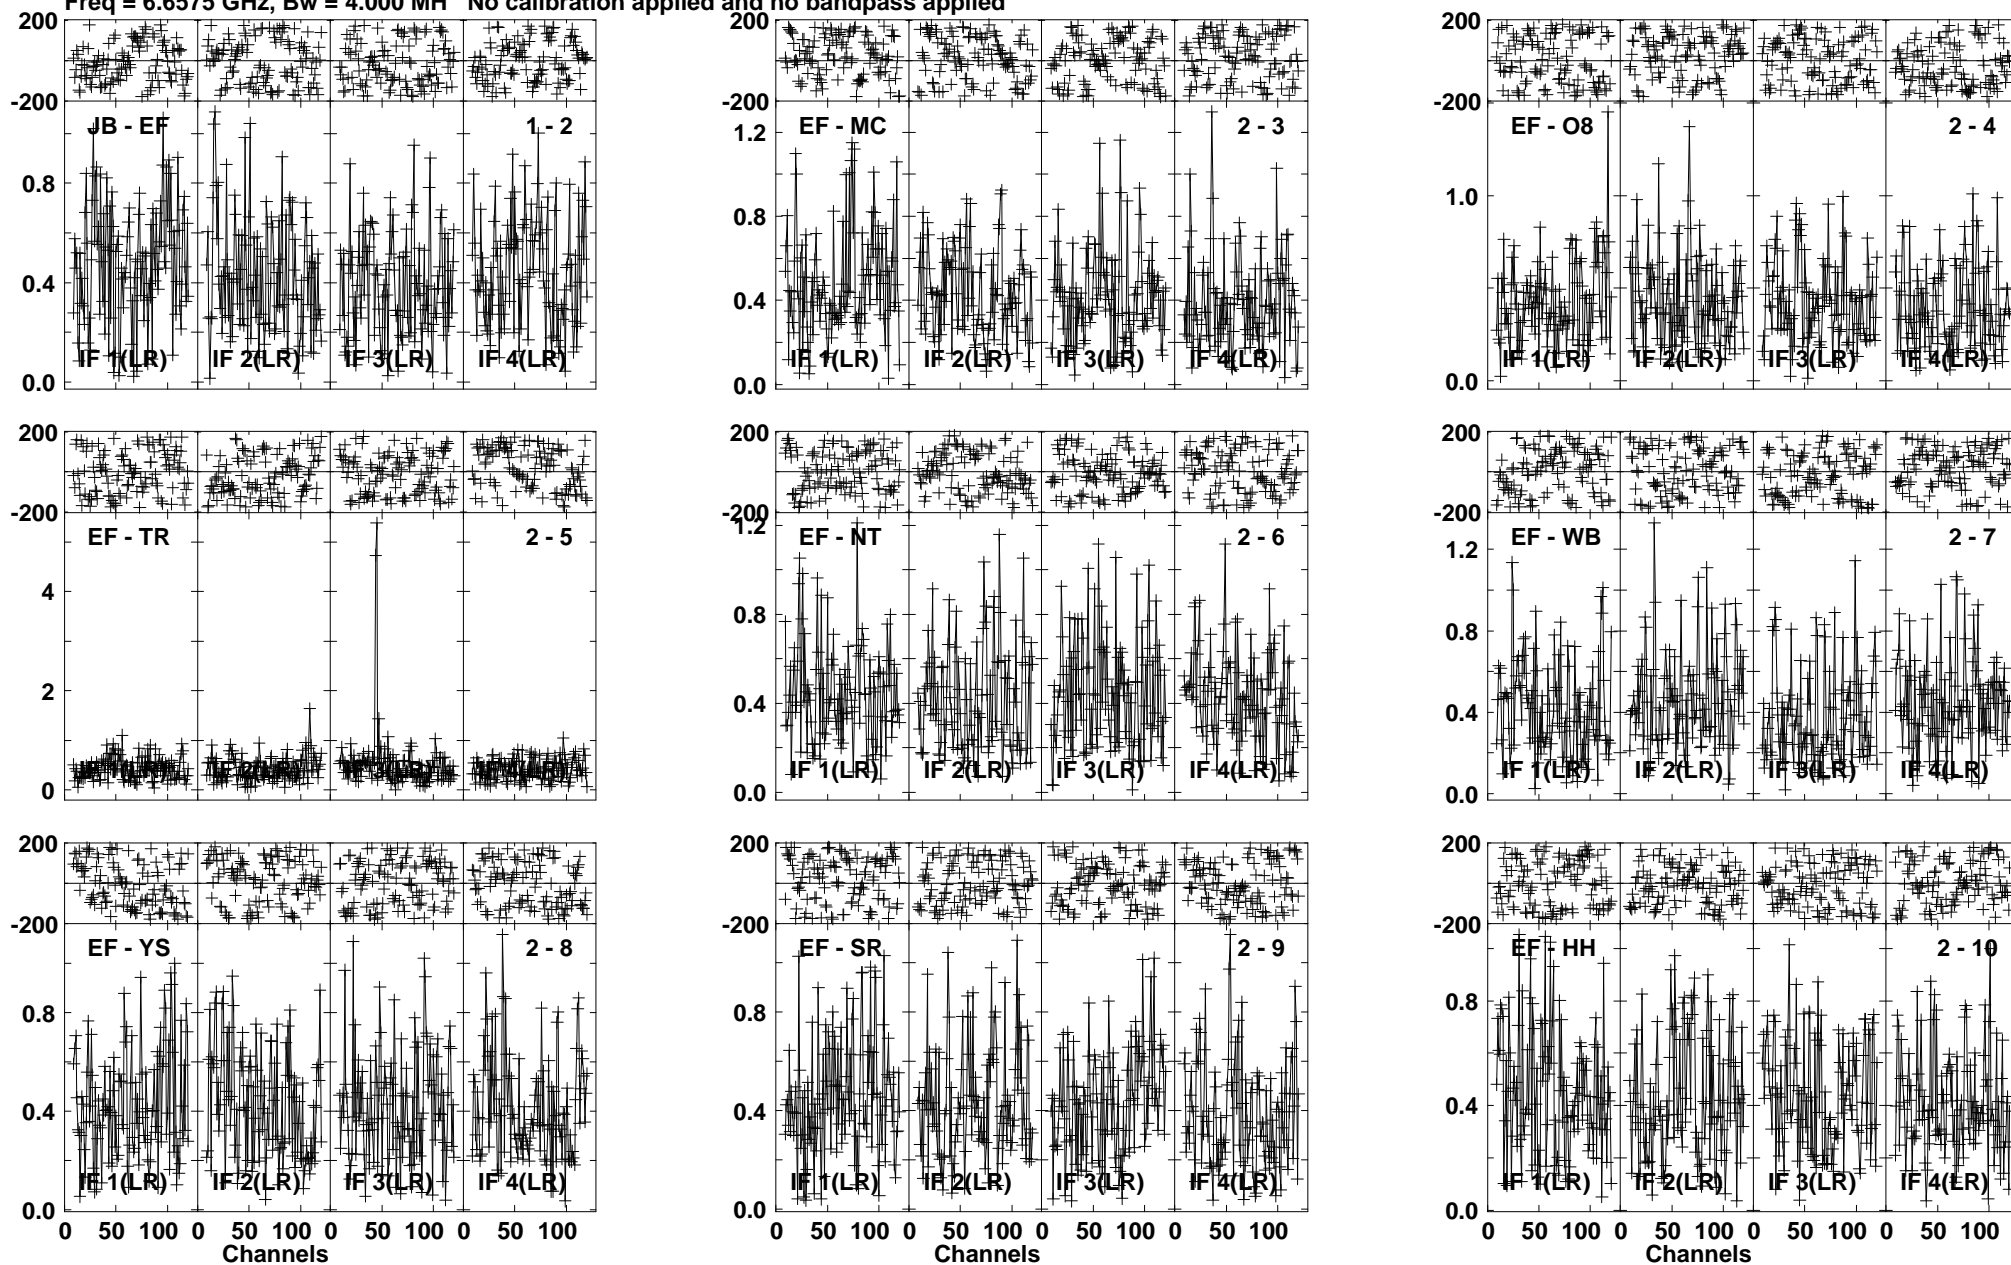 Freq = 6.6575 GHz, Bw = 4.000 MH No calibration applied and no bandpass applied
200 200 200
-200 -200 -200
JB - EF 1 - 2 EF - MC 2 - 3 EF - O8 2 - 4
1.2
1.0
0.8 0.8
0.4 0.4
IF 1(LR) IF 2(LR) IF 3(LR) IF 4(LR) IF 1(LR) IF 2(LR) IF 3(LR) IF 4(LR) IF 1(LR) IF 2(LR) IF 3(LR) IF 4(LR)
0.0 0.0 0.0
200 200 200
-200 -200 -200
1.2
EF - TR 2 - 5 EF - NT 2 - 6 EF - WB 2 - 7
1.2
4 0.8 0.8
2 0.4 0.4
IF 1(LR) IF 2(LR) IF 3(LR) IF 4(LR) IF 1(LR) IF 2(LR) IF 3(LR) IF 4(LR) IF 1(LR) IF 2(LR) IF 3(LR) IF 4(LR)
0 0.0 0.0
200 200 200
-200 -200 -200
EF - YS 2 - 8 EF - SR 2 - 9 EF - HH 2 - 10
0.8 0.8 0.8
0.4 0.4 0.4
IF 1(LR) IF 2(LR) IF 3(LR) IF 4(LR) IF 1(LR) IF 2(LR) IF 3(LR) IF 4(LR) IF 1(LR) IF 2(LR) IF 3(LR) IF 4(LR)
0.0 0.0 0.0
0 50 100 0 50 100 0 50 100 0 50 100 0 50 100 0 50 100 0 50 100 0 50 100 0 50 100 0 50 100 0 50 100 0 50 100
Channels Channels Channels